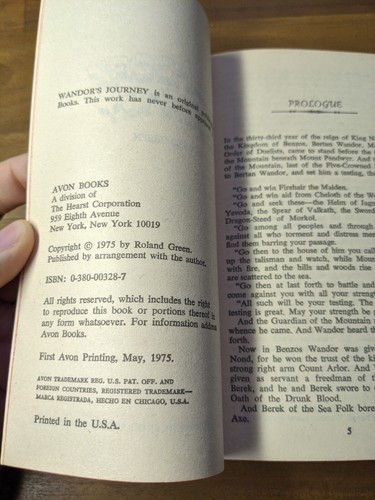 WANDOR'S JOURNEY is an original
Books. This work has never before
AVON BOOKS
A division of
The Hearst Corporation
959 Eighth Avenue
New York, New York 10019
Copyright © 1975 by Roland Green.
Published by arrangement with the author.
ISBN: 0-380-00328-7
All rights reserved, which includes the right
to reproduce this book or portions thereof in
any form whatsoever. For information address
Avon Books.
First Avon Printing, May, 1975.
AVON TRADEMARK REG. U.S. PAT. OFF. AND
FOREIGN COUNTRIES, REGISTERED TRADEMARK—
MARCA REGISTRADA, HECHO EN CHICAGO, U.S.A.
Printed in the U.S.A.
PROLOGUE
In the thirty-third year of the reign of King
the Kingdom of Benzos, Bertan Wandor, M
Order of Duelists, came to stand before the
the Mountain beneath Mount Pendwyr. And
of the Mountain, last of the Five-Crowned
to Bertan Wandor, and set him a testing, th
"Go and win Firehair the Maiden.
"Go and win aid from Cheloth of the Wo
"Go and seek these—the Helm of Jagn
Yevoda, the Spear of Valkath, the Sword
Dragon-Steed of Morkol.
"Go among all peoples and through
against all who torment and distress men
find them barring your passage.
"Go then to the house of him you call
up the talisman and watch, while Moun
with fire, and the hills and woods rise
are scattered to the sea.
"Go then at last forth to battle and
come against you with all your streng
"All such will be your testing. The
testing is great. May your strength be
And the Guardian of the Mountain
whence he came. And Wandor heard th
forth.
Now in Benzos Wandor was give
Nond, for he won the trust of the ki
strong right arm Count Arlor. And
given as servant a freedman of th
Berek, and he and Berek swore to
Oath of the Drunk Blood.
And Berek of the Sea Folk bore
Axe.
5